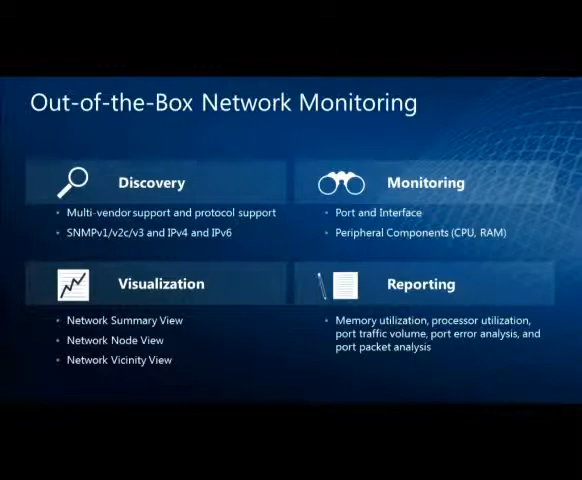 Out-of-the-Box Network Monitoring
Discovery
• Multi-vendor support and protocol support
• SNMPv1/v2c/v3 and IPv4 and IPv6
Monitoring
• Port and Interface
• Peripheral Components (CPU, RAM)
Visualization
• Network Summary View
• Network Node View
• Network Vicinity View
Reporting
• Memory utilization, processor utilization,
port traffic volume, port error analysis, and
port packet analysis